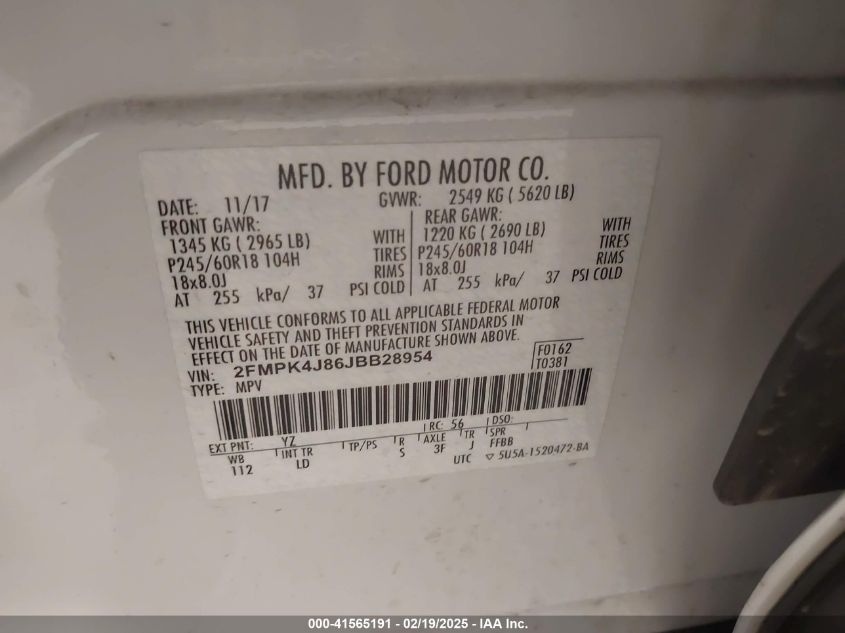 MFD. BY FORD MOTOR CO.
DATE: 11/17 GVWR: 2549 KG ( 5620 LB)
FRONT GAWR: REAR GAWR:
1345 KG ( 2965 LB) WITH 1220 KG ( 2690 LB) WITH
P245/60R18 104H TIRES P245/60R18 104H TIRES
18x8.0J RIMS 18x8.0J RIMS
AT 255 kPa/ 37 PSI COLD AT 255 kPa/ 37 PSI COLD
THIS VEHICLE CONFORMS TO ALL APPLICABLE FEDERAL MOTOR
VEHICLE SAFETY AND THEFT PREVENTION STANDARDS IN
EFFECT ON THE DATE OF MANUFACTURE SHOWN ABOVE.
VIN: 2FMPK4J86JBB28954 F0162
TYPE: MPV T0381
EXT PNT: YZ RC: 56 DSO:
WB INT TR TP/PS R AXLE TR SPR
112 LD S 3F J FFBB
UTC ▽ 5U5A-1520472-BA
000-41565191 - 02/19/2025 - IAA Inc.